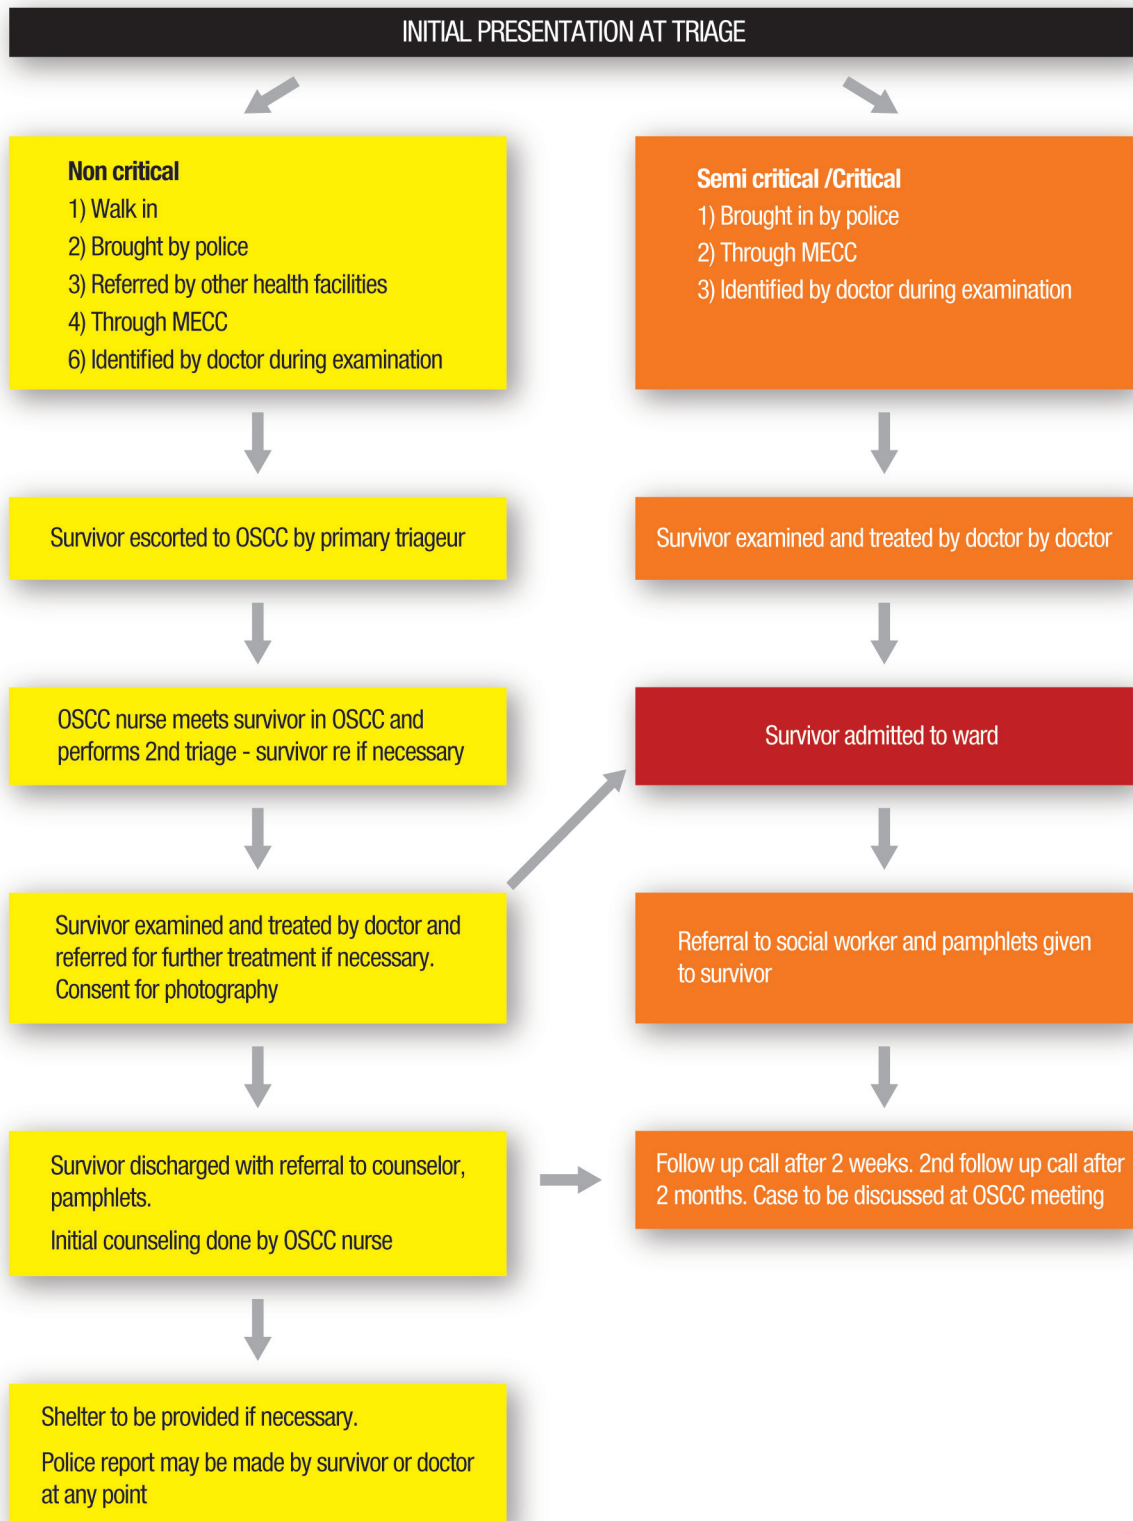 INITIAL PRESENTATION AT TRIAGE
Non critical
1) Walk in
2) Brought by police
3) Referred by other health facilities
4) Through MECC
6) Identified by doctor during examination
Semi critical /Critical
1) Brought in by police
2) Through MECC
3) Identified by doctor during examination
Survivor escorted to OSCC by primary triageur
Survivor examined and treated by doctor by doctor
OSCC nurse meets survivor in OSCC and
performs 2nd triage - survivor re if necessary
Survivor admitted to ward
Survivor examined and treated by doctor and
referred for further treatment if necessary.
Consent for photography
Referral to social worker and pamphlets given
to survivor
Survivor discharged with referral to counselor,
pamphlets.
Initial counseling done by OSCC nurse
Follow up call after 2 weeks. 2nd follow up call after
2 months. Case to be discussed at OSCC meeting
Shelter to be provided if necessary.
Police report may be made by survivor or doctor
at any point